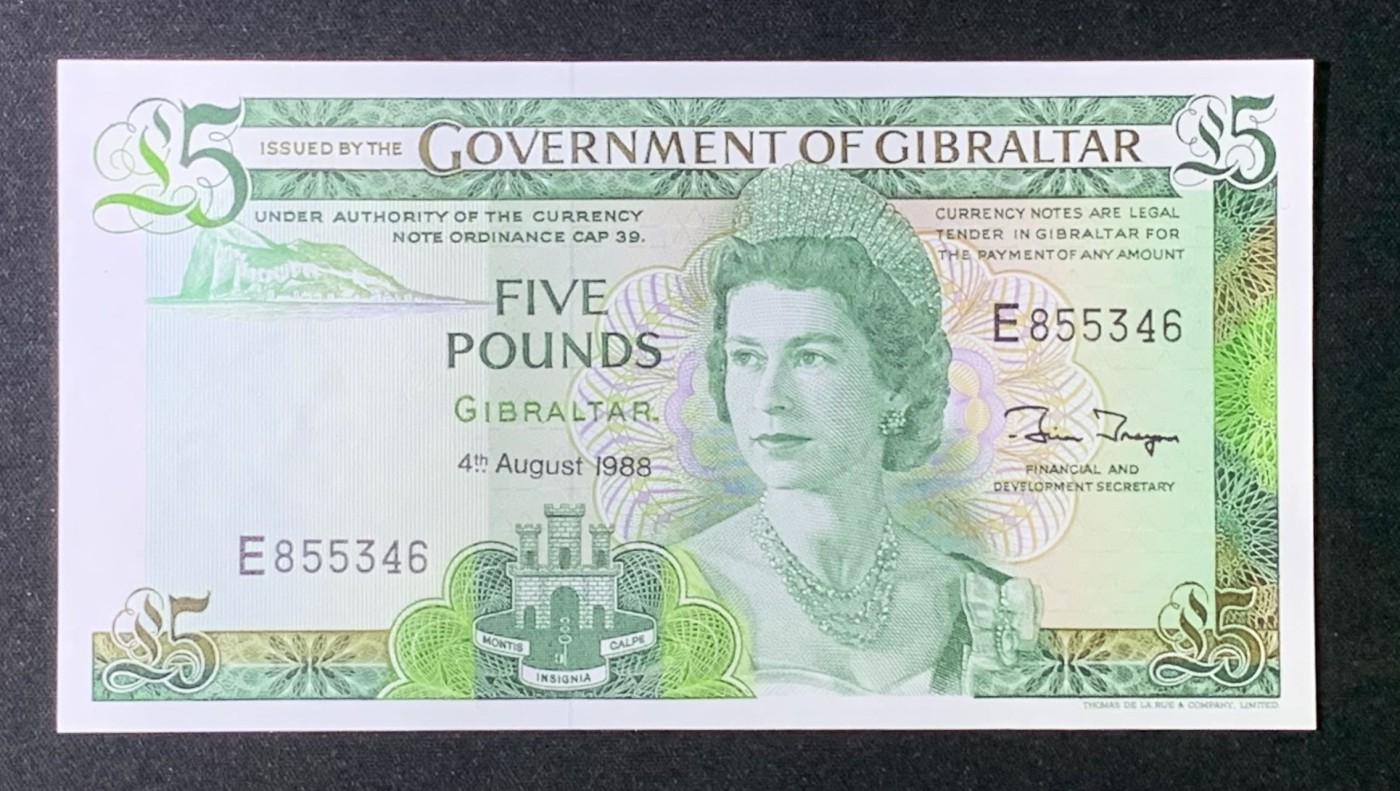 £5 ISSUED BY THE GOVERNMENT OF GIBRALTAR £5
UNDER AUTHORITY OF THE CURRENCY
NOTE ORDINANCE CAP 39.
CURRENCY NOTES ARE LEGAL
TENDER IN GIBRALTAR FOR
THE PAYMENT OF ANY AMOUNT
FIVE
POUNDS
GIBRALTAR.
4th August 1988
E855346
FINANCIAL AND
DEVELOPMENT SECRETARY
E855346
MONTIS CALPE
INSIGNIA
£5
£5
THOMAS DE LA RUE & COMPANY, LIMITED.